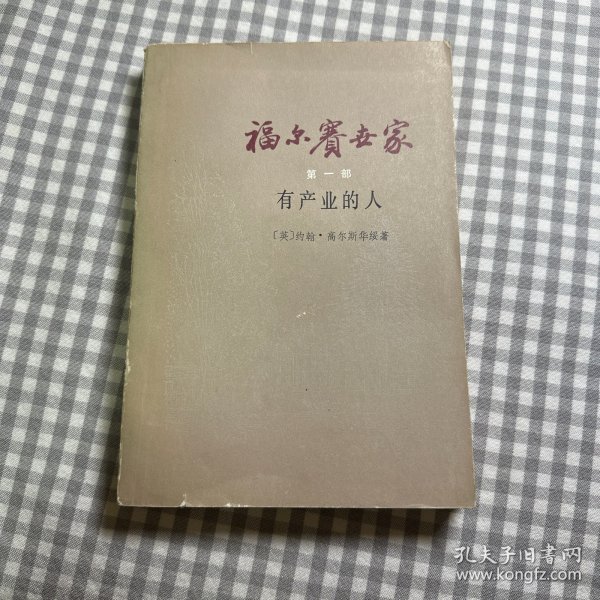 福尔赛世家
第一部
有产业的人
〔英〕约翰·高尔斯华绥著
孔夫子旧书网
www.kongfz.com